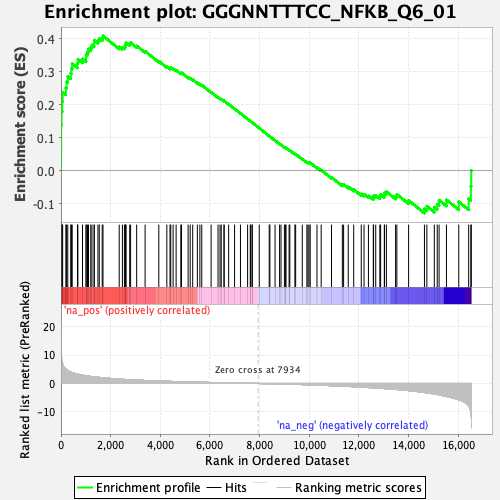 Enrichment plot: GGGNNTTTCC_NFKB_Q6_01
Enrichment score (ES)
0.4
0.3
0.2
0.1
0.0
-0.1
'na_pos' (positively correlated)
Ranked list metric (PreRanked)
20
10
0
-10
Zero cross at 7934
'na_neg' (negatively correlated)
0 2,000 4,000 6,000 8,000 10,000 12,000 14,000 16,000
Rank in Ordered Dataset
Enrichment profile Hits Ranking metric scores